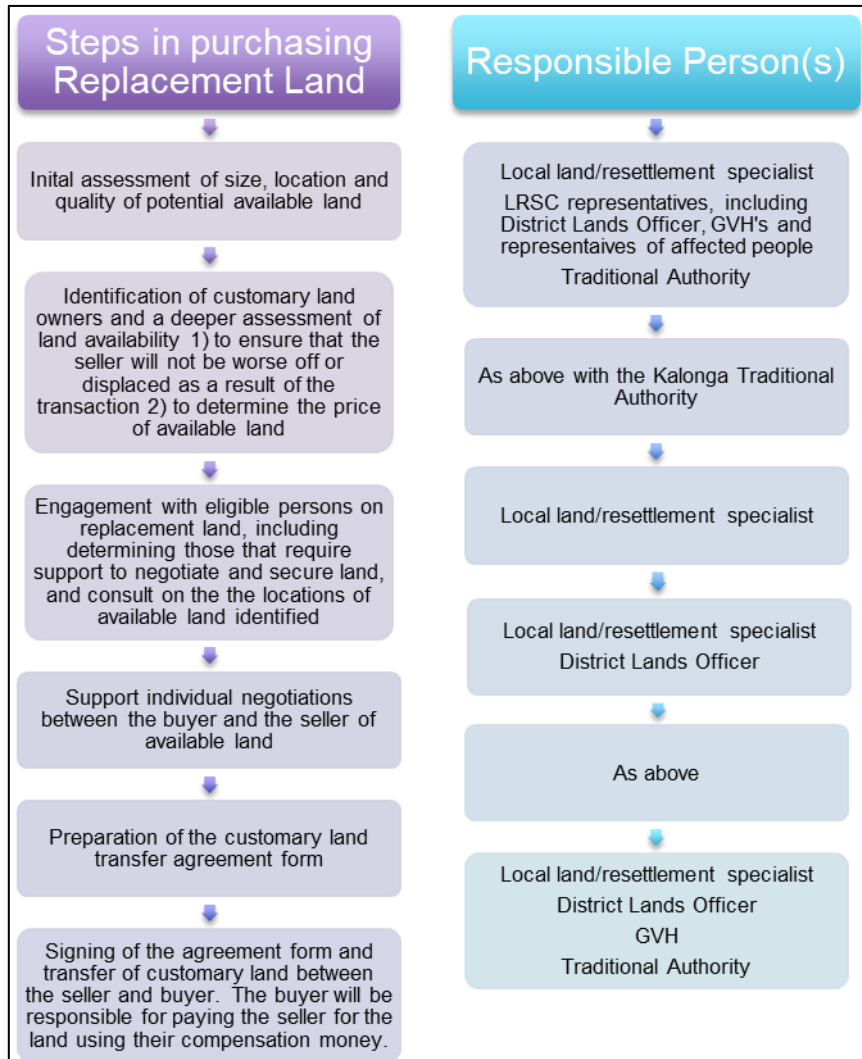 Steps in purchasing
Replacement Land
Inital assessment of size, location and
quality of potential available land
Identification of customary land
owners and a deeper assessment of
land availability 1) to ensure that the
seller will not be worse off or
displaced as a result of the
transaction 2) to determine the price
of available land
Engagement with eligible persons on
replacement land, including
determining those that require
support to negotiate and secure land,
and consult on the the locations of
available land identified
Support individual negotiations
between the buyer and the seller of
available land
Preparation of the customary land
transfer agreement form
Signing of the agreement form and
transfer of customary land between
the seller and buyer. The buyer will be
responsible for paying the seller for the
land using their compensation money.
Responsible Person(s)
Local land/resettlement specialist
LRSC representatives, including
District Lands Officer, GVH's and
representaives of affected people
Traditional Authority
As above with the Kalonga Traditional
Authority
Local land/resettlement specialist
Local land/resettlement specialist
District Lands Officer
As above
Local land/resettlement specialist
District Lands Officer
GVH
Traditional Authority